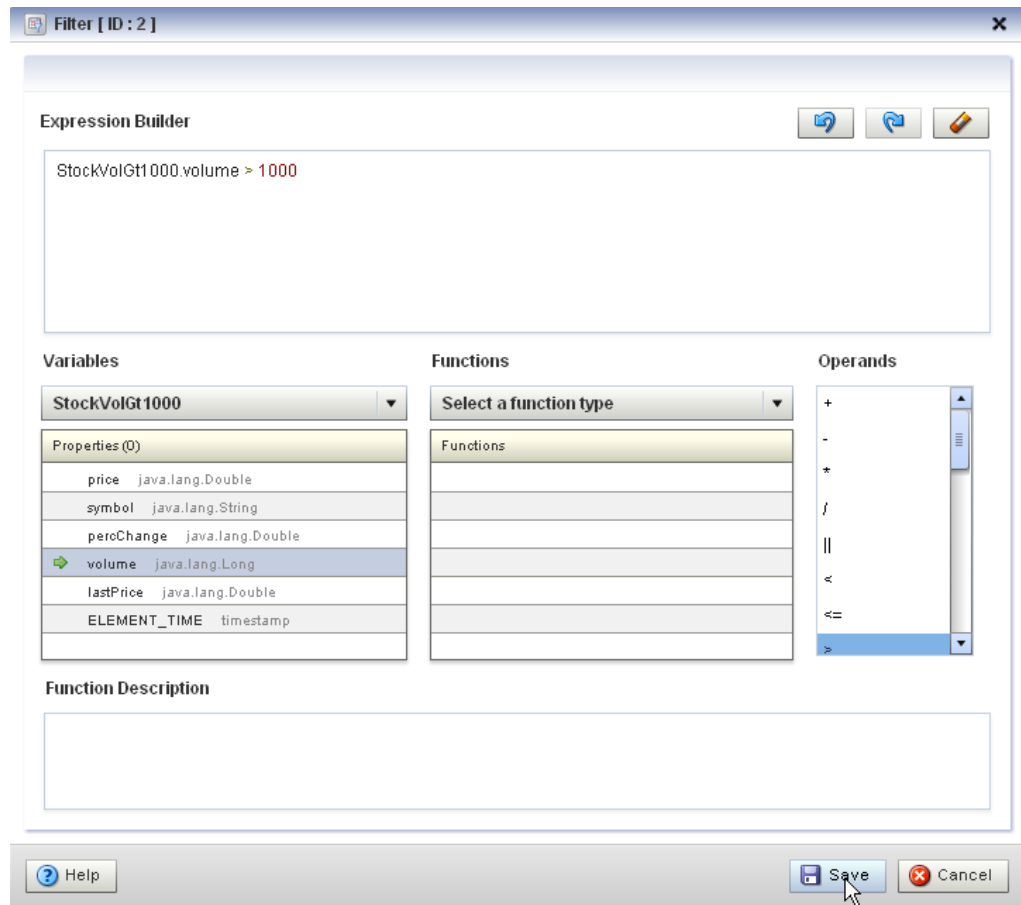 Filter [ ID : 2 ]
Expression Builder
StockVolGt1000.volume > 1000
Variables
Functions
Operands
StockVolGt1000
Select a function type
Properties (0)
Functions
price java.lang.Double
symbol java.lang.String
percChange java.lang.Double
volume java.lang.Long
lastPrice java.lang.Double
ELEMENT_TIME timestamp
+
-
*
/
||
<
<=
>
Function Description
Help
Save
Cancel